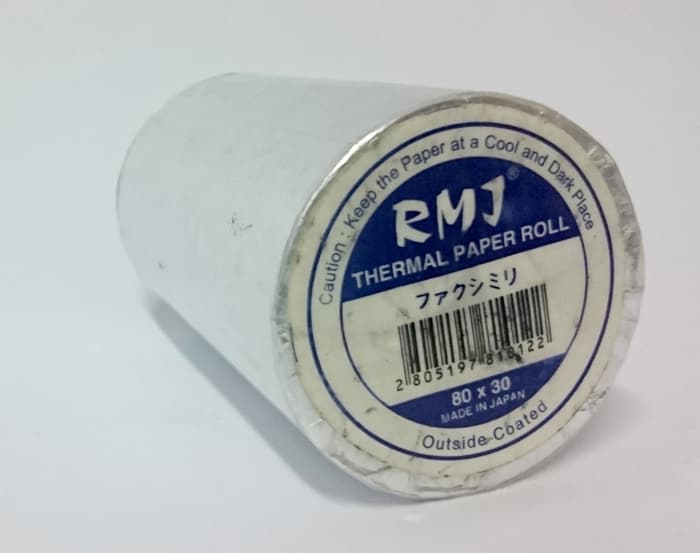 Caution : Keep the Paper at a Cool and Dark Place
RMJ®
THERMAL PAPER ROLL
ファクシミリ
2 805197 818122
80 x 30
MADE IN JAPAN
Outside Coated